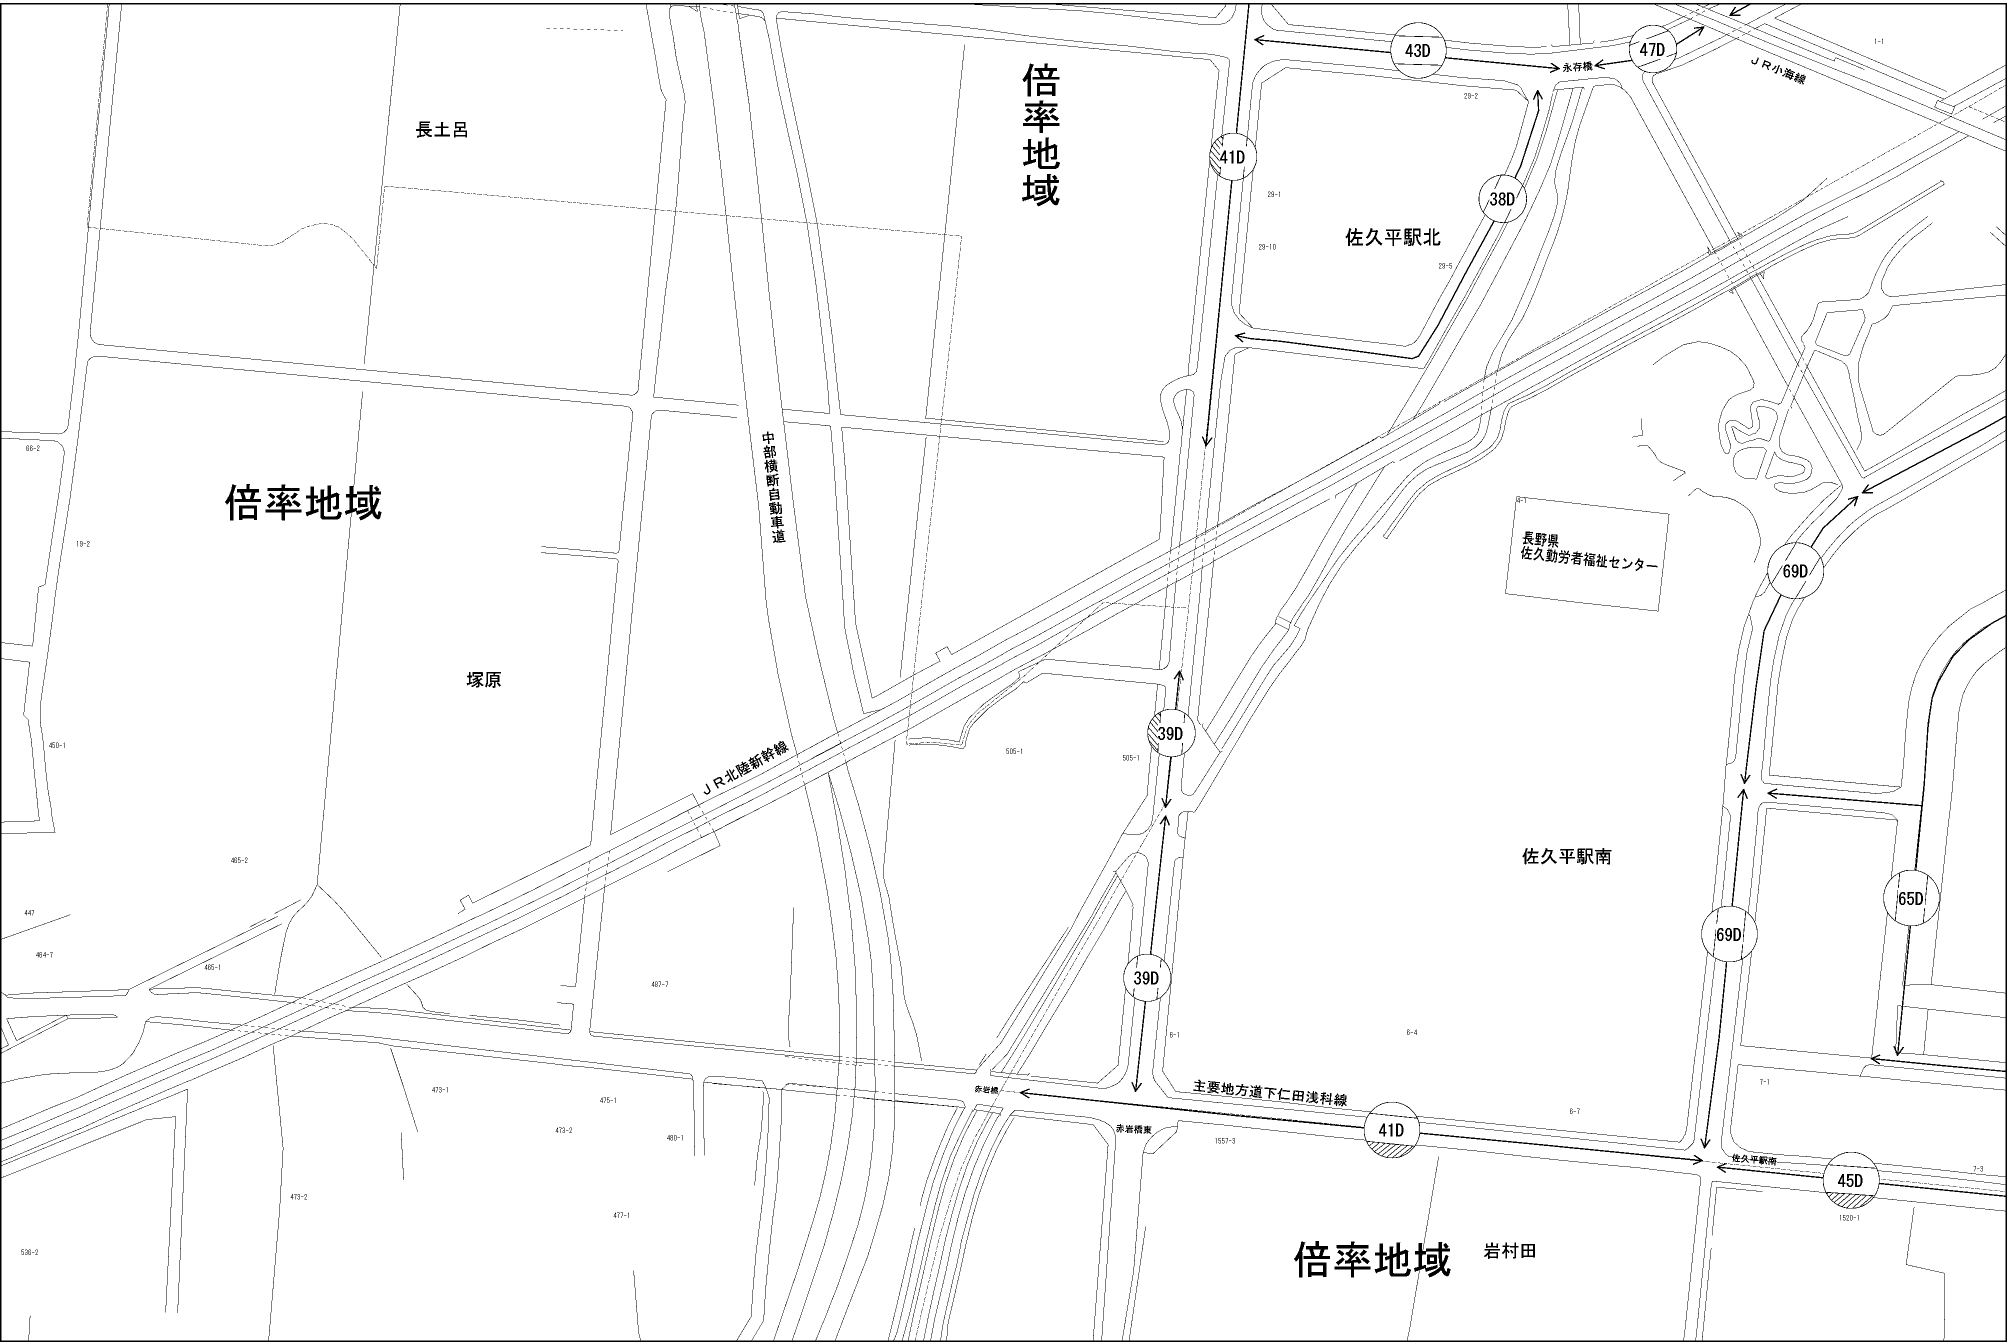 43D
47D
永存橋
JR小海線
1-1
倍率地域
29-2
長土呂
41D
38D
29-1
佐久平駅北
29-10
29-5
66-2
中部横断自動車道
倍率地域
4-1
19-2
長野県
佐久勤労者福祉センター
69D
塚原
39D
450-1
505-1
505-1
JR北陸新幹線
佐久平駅南
465-2
65D
447
69D
464-7
465-1
487-7
39D
6-1
6-4
7-1
473-1
赤岩橋
主要地方道下仁田浅科線
475-1
6-7
473-2
赤岩橋東
41D
480-1
1557-3
佐久平駅南
7-3
45D
473-2
477-1
1520-1
536-2
倍率地域
岩村田